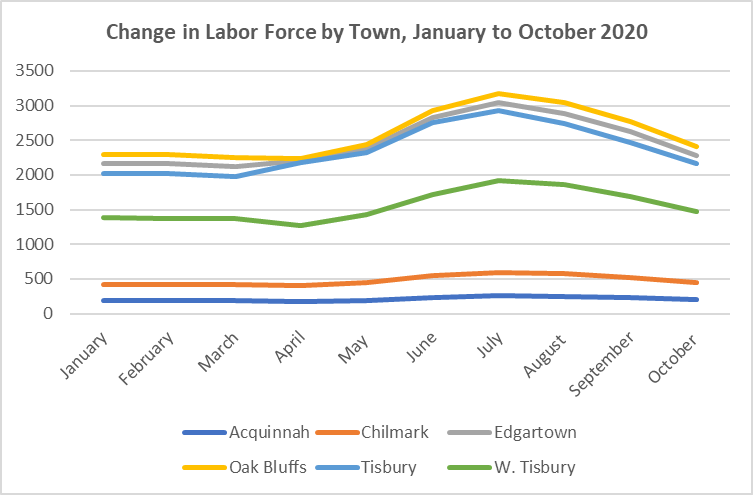 Change in Labor Force by Town, January to October 2020
3500
3000
2500
2000
1500
1000
500
0
January
February
March
April
May
June
July
August
September
October
Acquinnah
Chilmark
Edgartown
Oak Bluffs
Tisbury
W. Tisbury